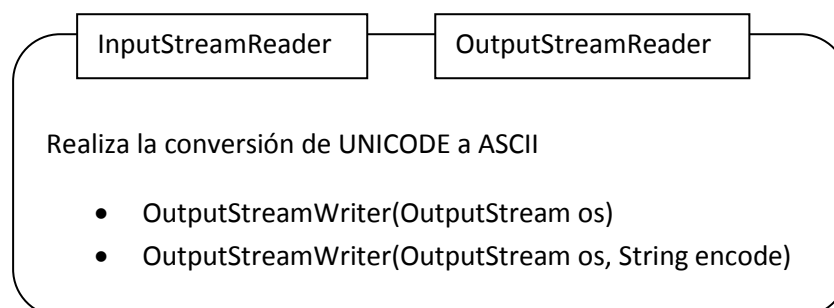 InputStreamReader
OutputStreamReader
Realiza la conversión de UNICODE a ASCII
• OutputStreamWriter(OutputStream os)
• OutputStreamWriter(OutputStream os, String encode)